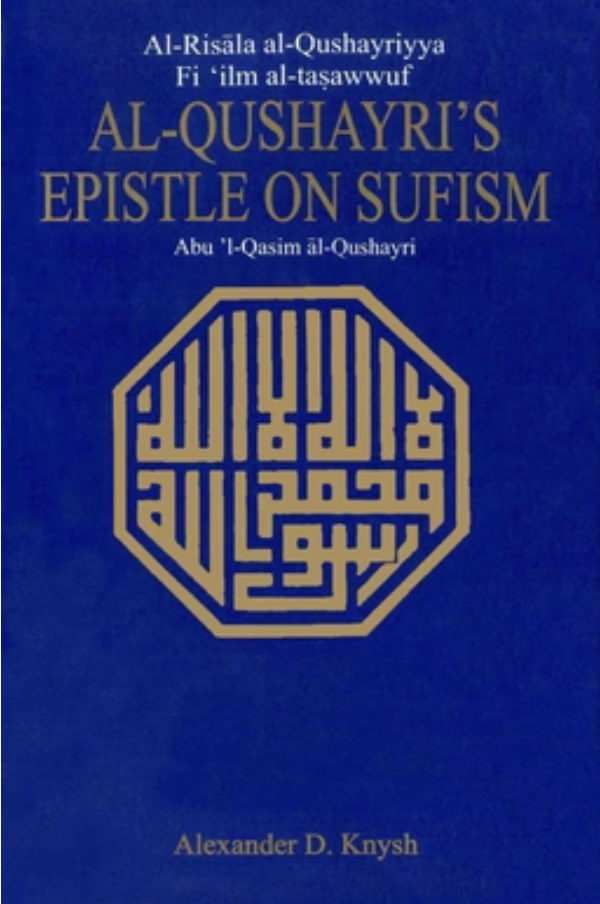 Al-Risāla al-Qushayriyya
Fi ‘ilm al-taṣawwuf
AL-QUSHAYRI’S
EPISTLE ON SUFISM
Abu ’l-Qasim āl-Qushayri
لا اله الا الله
محمد
رسول الله
Alexander D. Knysh